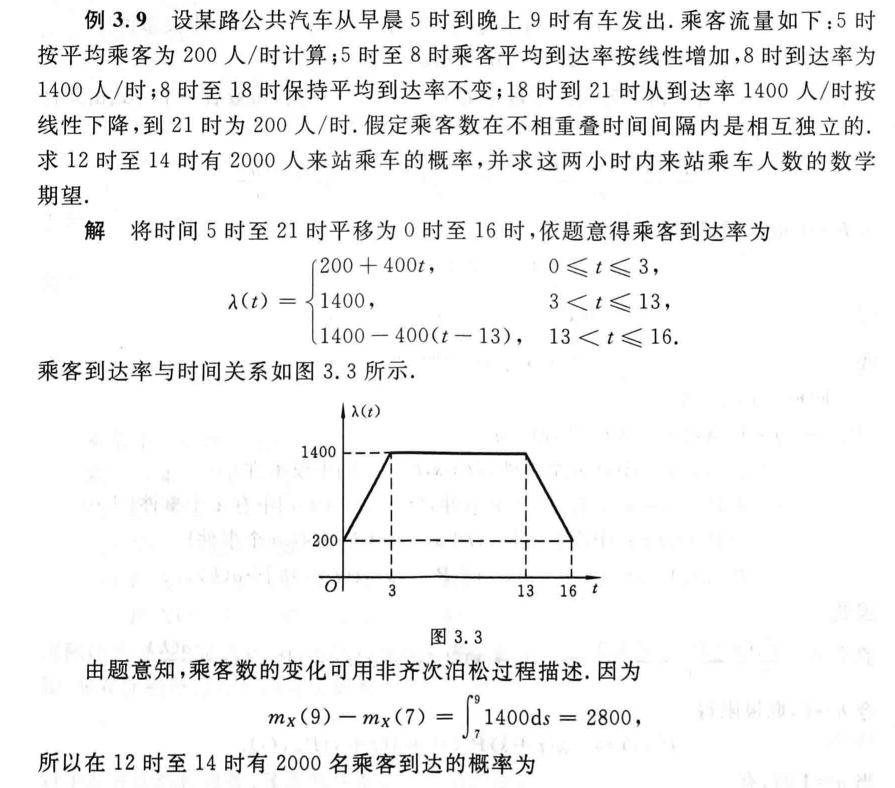 例 3.9 设某路公共汽车从早晨 5 时到晚上 9 时有车发出.乘客流量如下:5 时
按平均乘客为 200 人/时计算;5 时至 8 时乘客平均到达率按线性增加,8 时到达率为
1400 人/时;8 时至 18 时保持平均到达率不变;18 时到 21 时从到达率 1400 人/时按
线性下降,到 21 时为 200 人/时.假定乘客数在不相重叠时间间隔内是相互独立的.
求 12 时至 14 时有 2000 人来站乘车的概率,并求这两小时内来站乘车人数的数学
期望.
解 将时间 5 时至 21 时平移为 0 时至 16 时,依题意得乘客到达率为
200+400t, 0⩽t⩽3,
λ(t)= { 1400, 3<t⩽13,
1400-400(t-13), 13<t⩽16.
乘客到达率与时间关系如图 3.3 所示.
λ(t)
1400
200
O 3 13 16 t
图 3.3
由题意知,乘客数的变化可用非齐次泊松过程描述.因为
m_X(9)-m_X(7)=∫_7^9 1400ds=2800,
所以在 12 时至 14 时有 2000 名乘客到达的概率为